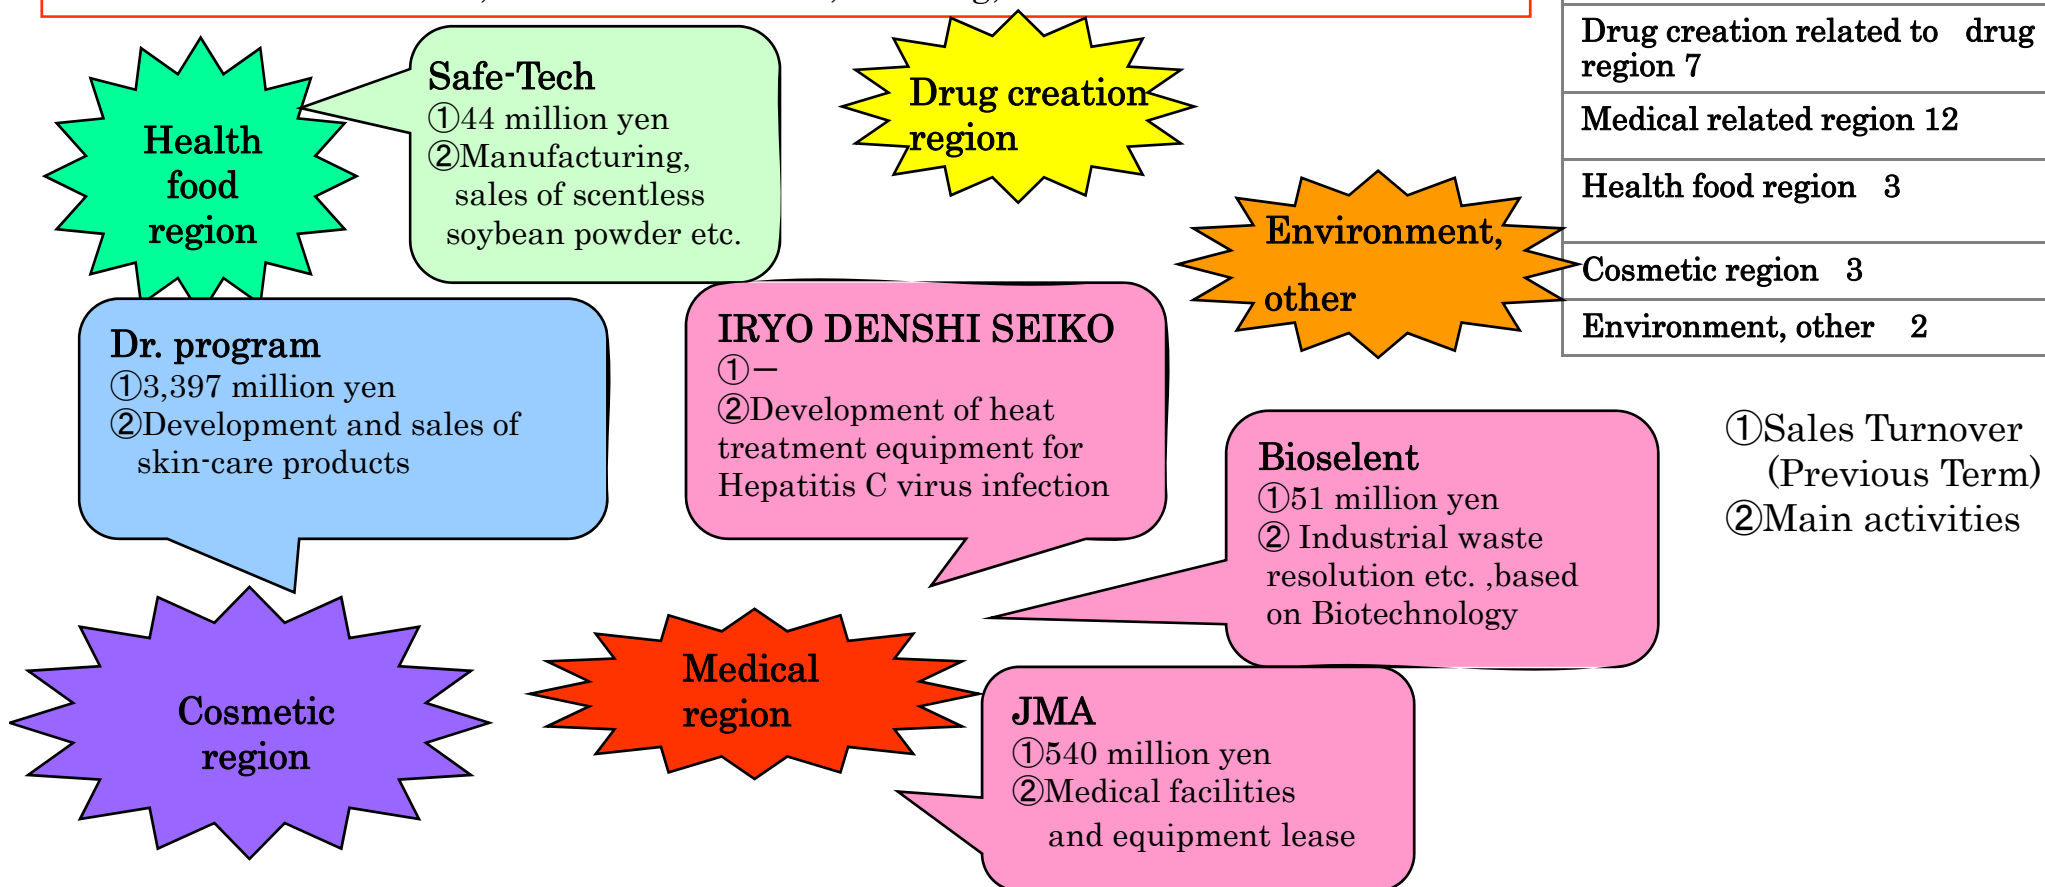 Health
food
region
Safe-Tech
①44 million yen
②Manufacturing,
sales of scentless
soybean powder etc.
Drug creation
region
Environment,
other
Drug creation related to drug
region 7
Medical related region 12
Health food region 3
Cosmetic region 3
Environment, other 2
Dr. program
①3,397 million yen
②Development and sales of
skin-care products
IRYO DENSHI SEIKO
①－
②Development of heat
treatment equipment for
Hepatitis C virus infection
Bioselent
①51 million yen
② Industrial waste
resolution etc. ,based
on Biotechnology
①Sales Turnover
(Previous Term)
②Main activities
Cosmetic
region
Medical
region
JMA
①540 million yen
②Medical facilities
and equipment lease